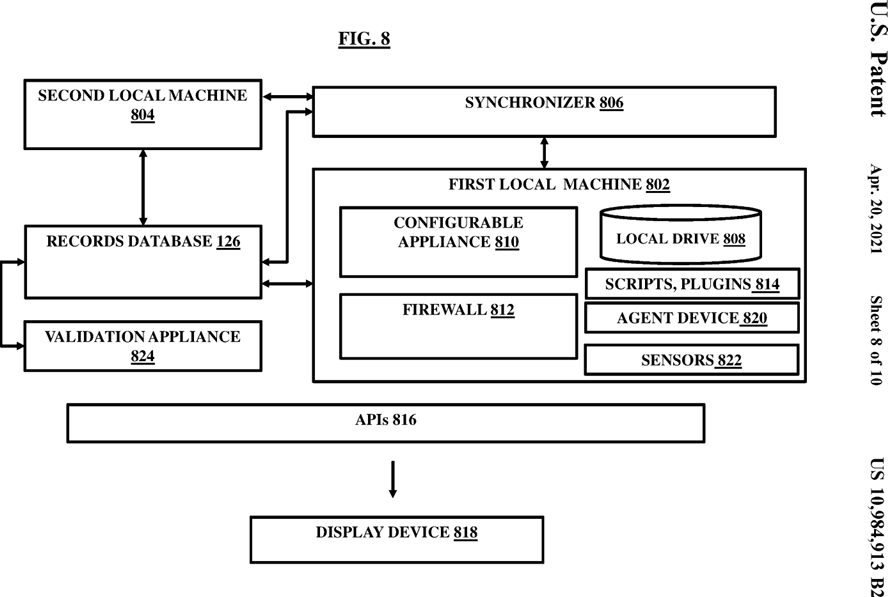 FIG. 8
SECOND LOCAL MACHINE
804
SYNCHRONIZER 806
FIRST LOCAL MACHINE 802
CONFIGURABLE
APPLIANCE 810
LOCAL DRIVE 808
RECORDS DATABASE 126
SCRIPTS, PLUGINS 814
FIREWALL 812
AGENT DEVICE 820
VALIDATION APPLIANCE
824
SENSORS 822
APIs 816
DISPLAY DEVICE 818
U.S. Patent
Apr. 20, 2021
Sheet 8 of 10
US 10,984,913 B2